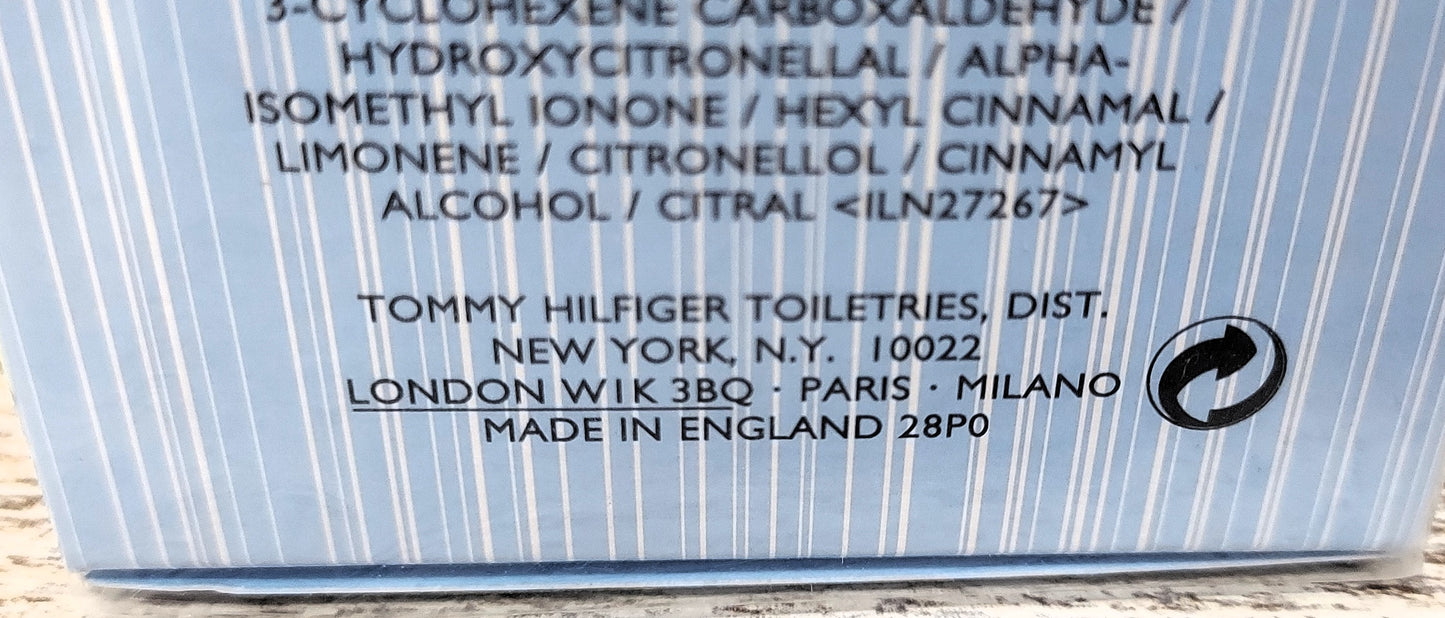 3-CYCLOHEXENE CARBOXALDEHYDE /
HYDROXYCITRONELLAL / ALPHA-
ISOMETHYL IONONE / HEXYL CINNAMAL /
LIMONENE / CITRONELLOL / CINNAMYL
ALCOHOL / CITRAL <ILN27267>
TOMMY HILFIGER TOILETRIES, DIST.
NEW YORK, N.Y. 10022
LONDON W1K 3BQ · PARIS · MILANO
MADE IN ENGLAND 28P0